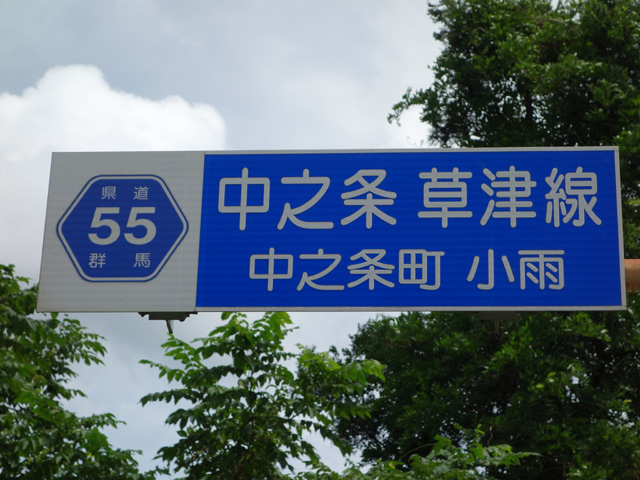 県道
55
群馬
中之条 草津線
中之条町 小雨